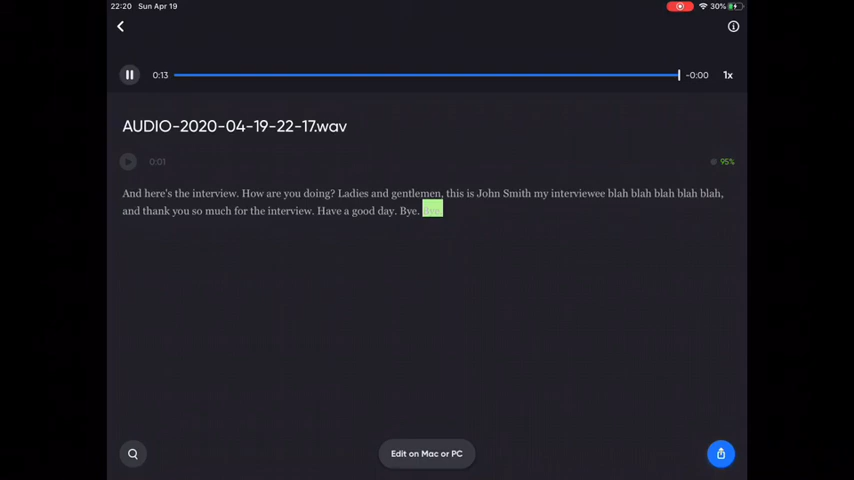 22:20 Sun Apr 19 30%
0:13 -0:00 1x
AUDIO-2020-04-19-22-17.wav
0:01 95%
And here's the interview. How are you doing? Ladies and gentlemen, this is John Smith my interviewee blah blah blah blah blah,
and thank you so much for the interview. Have a good day. Bye. Bye.
Edit on Mac or PC